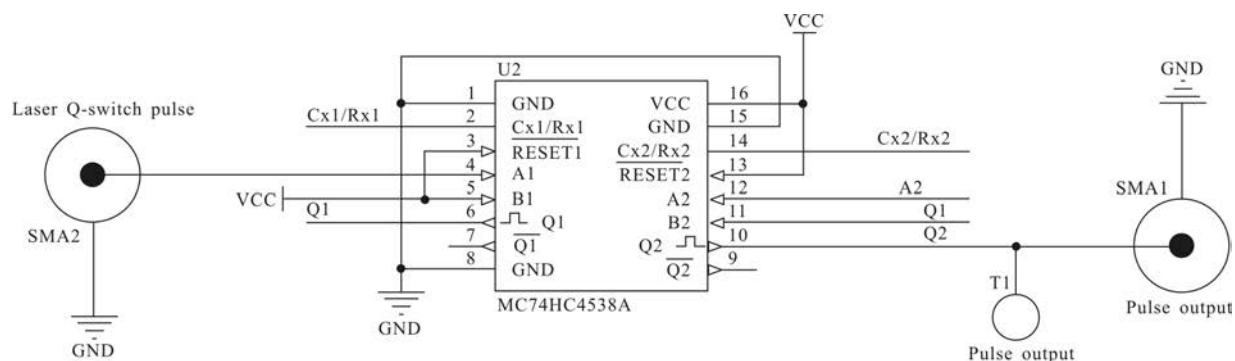 VCC
U2
GND
Laser Q-switch pulse
1
GND
VCC
16
Cx1/Rx1
2
Cx1/Rx1
GND
15
3
RESET1
Cx2/Rx2
14
Cx2/Rx2
4
A1
RESET2
13
VCC
5
B1
A2
12
A2
SMA1
Q1
6
Q1
B2
11
Q1
SMA2
7
Q1
Q2
10
Q2
8
GND
Q2
9
T1
MC74HC4538A
Pulse output
GND
GND
Pulse output